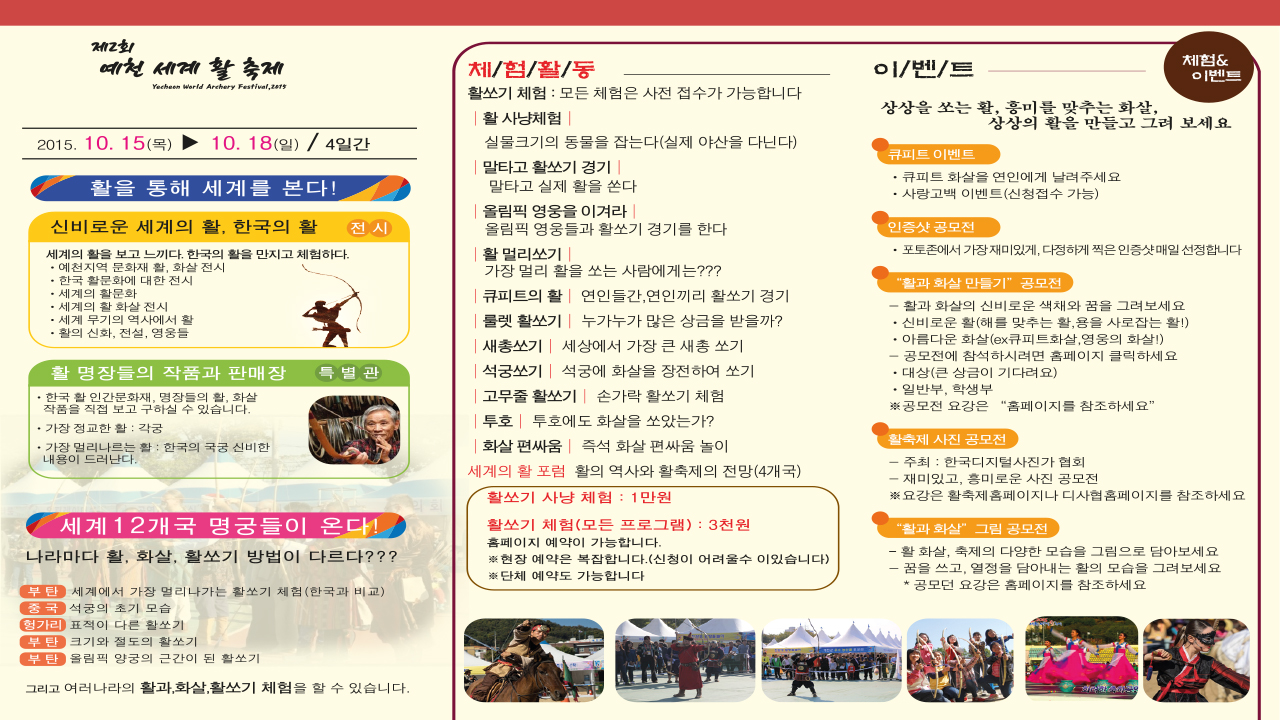 제2회
예천 세계 활 축제
Yecheon World Archery Festival,2015
2015. 10. 15(목) ▶ 10. 18(일) / 4일간
활을 통해 세계를 본다!
신비로운 세계의 활, 한국의 활 전시
세계의 활을 보고 느끼다. 한국의 활을 만지고 체험하다.
・예천지역 문화재 활, 화살 전시
・한국 활문화에 대한 전시
・세계의 활문화
・세계의 활 화살 전시
・세계 무기의 역사에서 활
・활의 신화, 전설, 영웅들
활 명장들의 작품과 판매장 특별관
・한국 활 인간문화재, 명장들의 활, 화살
작품을 직접 보고 구하실 수 있습니다.
・가장 정교한 활 : 각궁
・가장 멀리나르는 활 : 한국의 국궁 신비한
내용이 드러난다.
세계12개국 명궁들이 온다!
나라마다 활, 화살, 활쏘기 방법이 다르다???
부탄 세계에서 가장 멀리나가는 활쏘기 체험(한국과 비교)
중국 석궁의 초기 모습
헝가리 표적이 다른 활쏘기
부탄 크기와 절도의 활쏘기
부탄 올림픽 양궁의 근간이 된 활쏘기
그리고 여러나라의 활과,화살,활쏘기 체험을 할 수 있습니다.
체/험/활/동
활쏘기 체험 : 모든 체험은 사전 접수가 가능합니다
| 활 사냥체험 |
실물크기의 동물을 잡는다(실제 야산을 다닌다)
| 말타고 활쏘기 경기 |
말타고 실제 활을 쏜다
| 올림픽 영웅을 이겨라 |
올림픽 영웅들과 활쏘기 경기를 한다
| 활 멀리쏘기 |
가장 멀리 활을 쏘는 사람에게는???
| 큐피트의 활 | 연인들간,연인끼리 활쏘기 경기
| 룰렛 활쏘기 | 누가누가 많은 상금을 받을까?
| 새총쏘기 | 세상에서 가장 큰 새총 쏘기
| 석궁쏘기 | 석궁에 화살을 장전하여 쏘기
| 고무줄 활쏘기 | 손가락 활쏘기 체험
| 투호 | 투호에도 화살을 쏘았는가?
| 화살 편싸움 | 즉석 화살 편싸움 놀이
세계의 활 포럼 활의 역사와 활축제의 전망(4개국)
활쏘기 사냥 체험 : 1만원
활쏘기 체험(모든 프로그램) : 3천원
홈페이지 예약이 가능합니다.
※현장 예약은 복잡합니다.(신청이 어려울수 이있습니다)
※단체 예약도 가능합니다
이/벤/트
체험&
이벤트
상상을 쏘는 활, 흥미를 맞추는 화살,
상상의 활을 만들고 그려 보세요
큐피트 이벤트
・큐피트 화살을 연인에게 날려주세요
・사랑고백 이벤트(신청접수 가능)
인증샷 공모전
・포토존에서 가장 재미있게, 다정하게 찍은 인증샷 매일 선정합니다
“활과 화살 만들기” 공모전
– 활과 화살의 신비로운 색채와 꿈을 그려보세요
・신비로운 활(해를 맞추는 활,용을 사로잡는 활!)
・아름다운 화살(ex큐피트화살,영웅의 화살!)
– 공모전에 참석하시려면 홈페이지 클릭하세요
・대상(큰 상금이 기다려요)
・일반부, 학생부
※공모전 요강은 “홈페이지를 참조하세요”
활축제 사진 공모전
– 주최 : 한국디지털사진가 협회
– 재미있고, 흥미로운 사진 공모전
※요강은 활축제홈페이지나 디사협홈페이지를 참조하세요
“활과 화살” 그림 공모전
– 활 화살, 축제의 다양한 모습을 그림으로 담아보세요
– 꿈을 쓰고, 열정을 담아내는 활의 모습을 그려보세요
* 공모던 요강은 홈페이지를 참조하세요